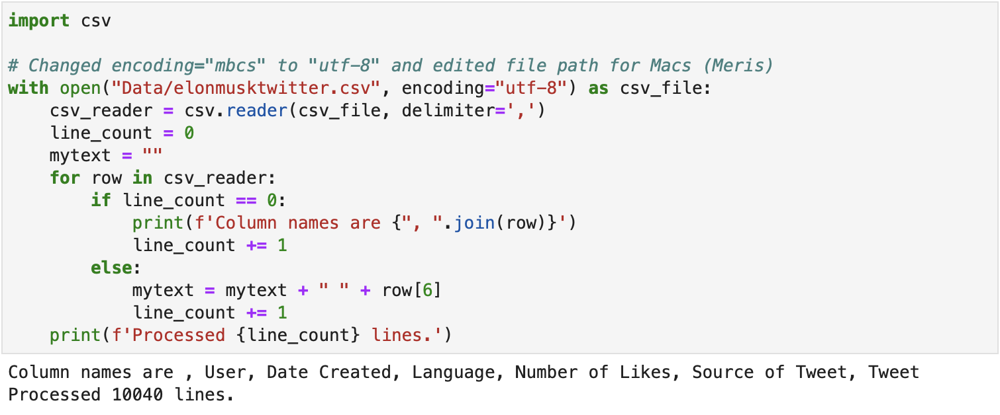 import csv

# Changed encoding="mbcs" to "utf-8" and edited file path for Macs (Meris)
with open("Data/elonmusktwitter.csv", encoding="utf-8") as csv_file:
    csv_reader = csv.reader(csv_file, delimiter=',')
    line_count = 0
    mytext = ""
    for row in csv_reader:
        if line_count == 0:
            print(f'Column names are {", ".join(row)}')
            line_count += 1
        else:
            mytext = mytext + " " + row[6]
            line_count += 1
    print(f'Processed {line_count} lines.')
Column names are , User, Date Created, Language, Number of Likes, Source of Tweet, Tweet
Processed 10040 lines.